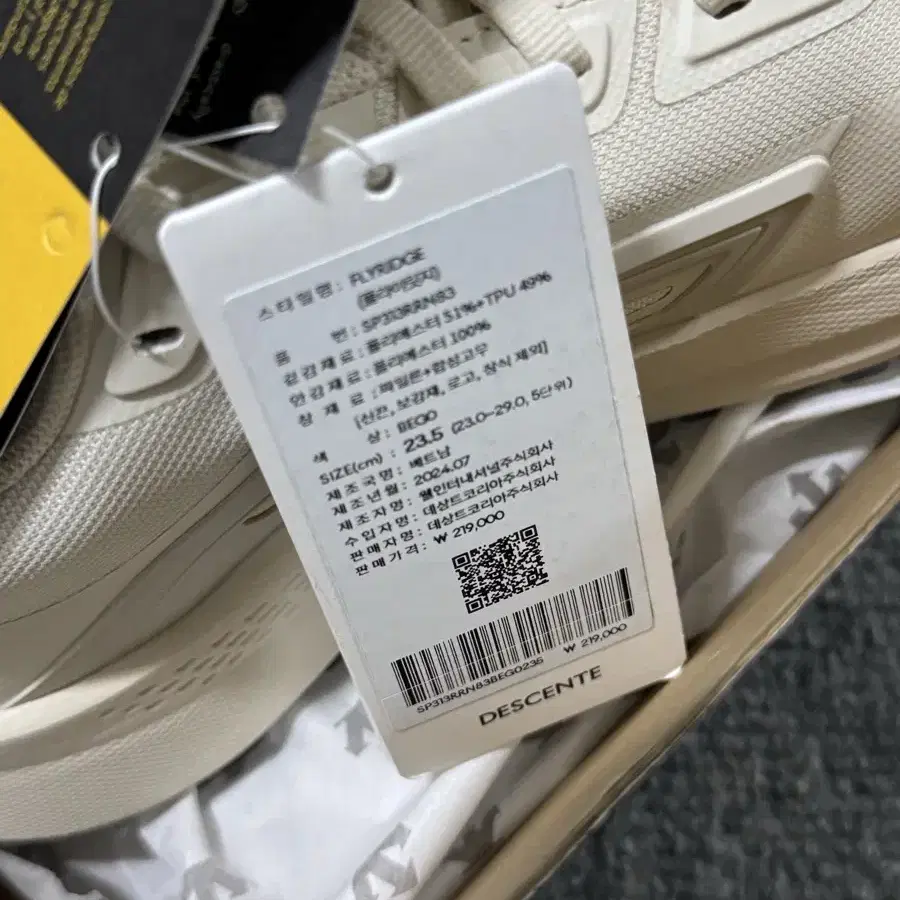 스타일명 : FLYRIDGE
(플라이릿지)
품 번 : SP313RRN83
겉감재료 : 폴리에스터 51%+TPU 49%
안감재료 : 폴리에스터 100%
창 재 료 : 파일론+합성고무
[신끈, 보강재, 로고, 장식 제외]
색 상 : BEG0
SIZE(cm) : 23.5 (23.0~29.0, 5단위)
제조국명 : 베트남
제조년월 : 2024.07
제조자명 : 웰인터내셔널주식회사
수입자명 : 데상트코리아주식회사
판매자명 : 데상트코리아주식회사
판매가격 : ₩ 219,000
SP313RRN83BEG0235 ₩ 219,000
DESCENTE